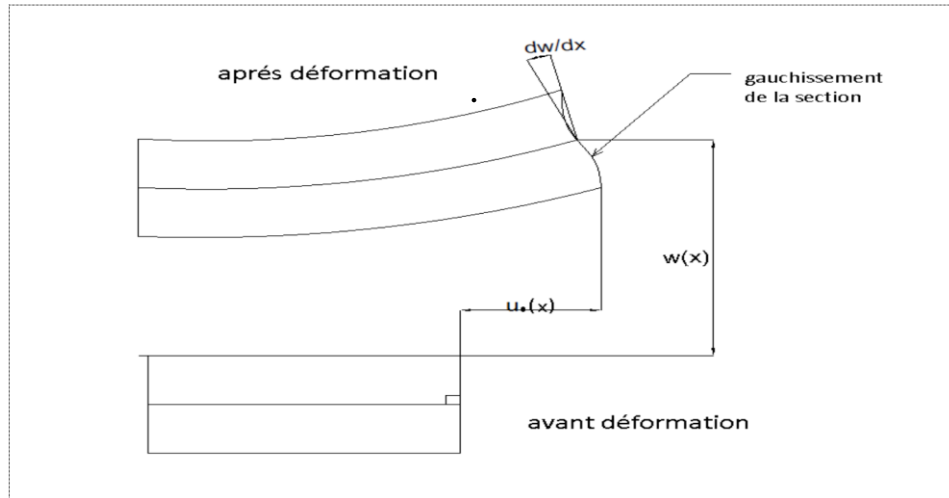 dw/dx
aprés déformation
gauchissement
de la section
w(x)
u.(x)
avant déformation